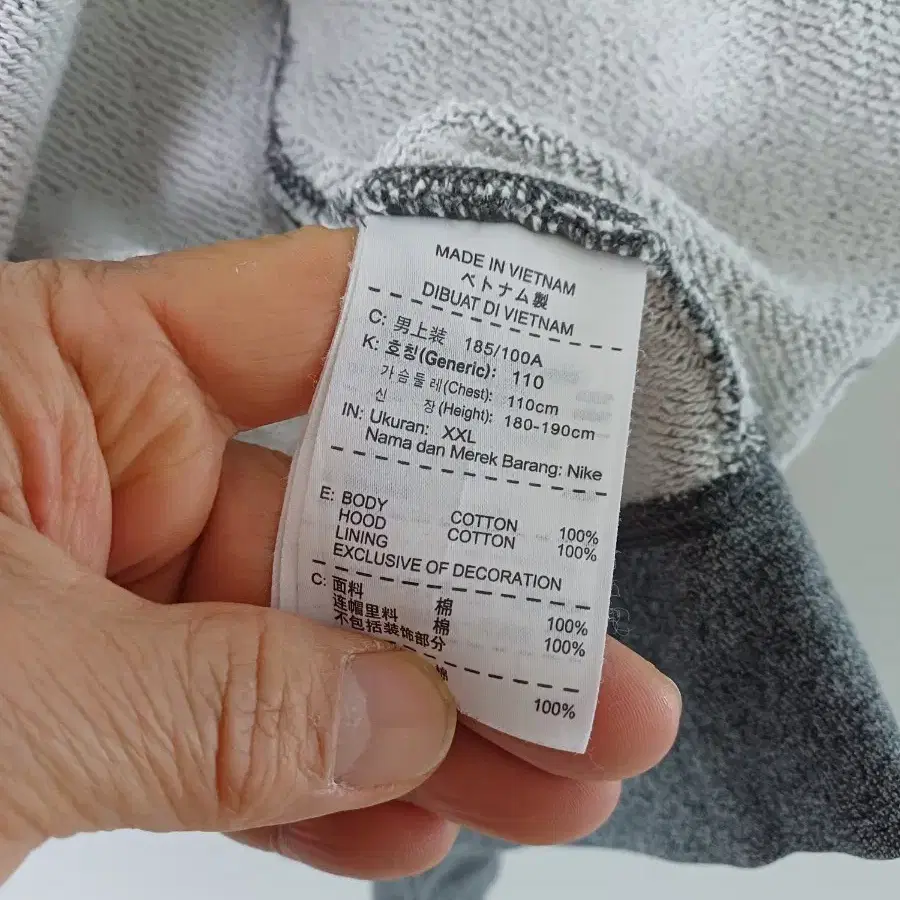 MADE IN VIETNAM
ベトナム製
DIBUAT DI VIETNAM
C: 男上装 185/100A
K: 호칭(Generic): 110
가슴둘레(Chest): 110cm
신 장(Height): 180-190cm
IN: Ukuran: XXL
Nama dan Merek Barang: Nike
E: BODY COTTON 100%
HOOD COTTON 100%
LINING
EXCLUSIVE OF DECORATION
C: 面料 棉 100%
连帽里料 棉 100%
不包括装饰部分
棉 100%